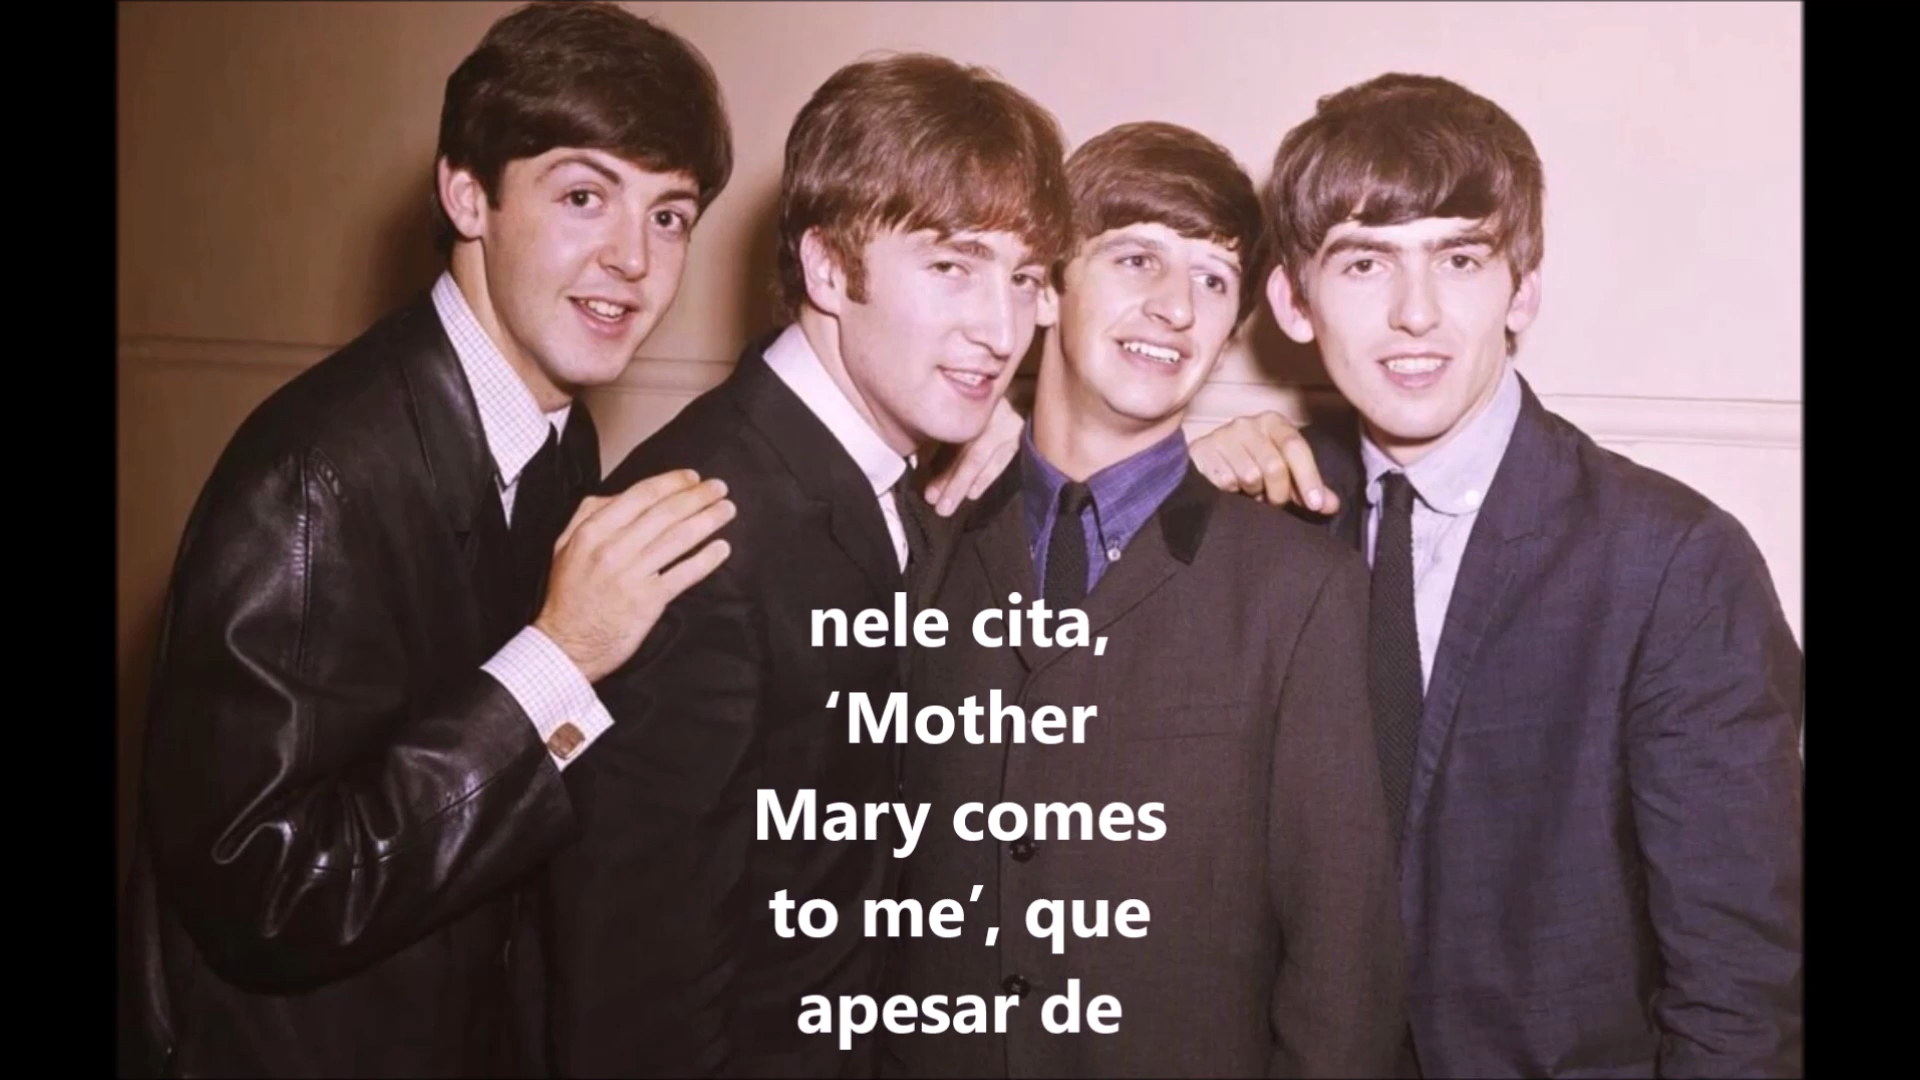 nele cita,
‘Mother
Mary comes
to me’, que
apesar de